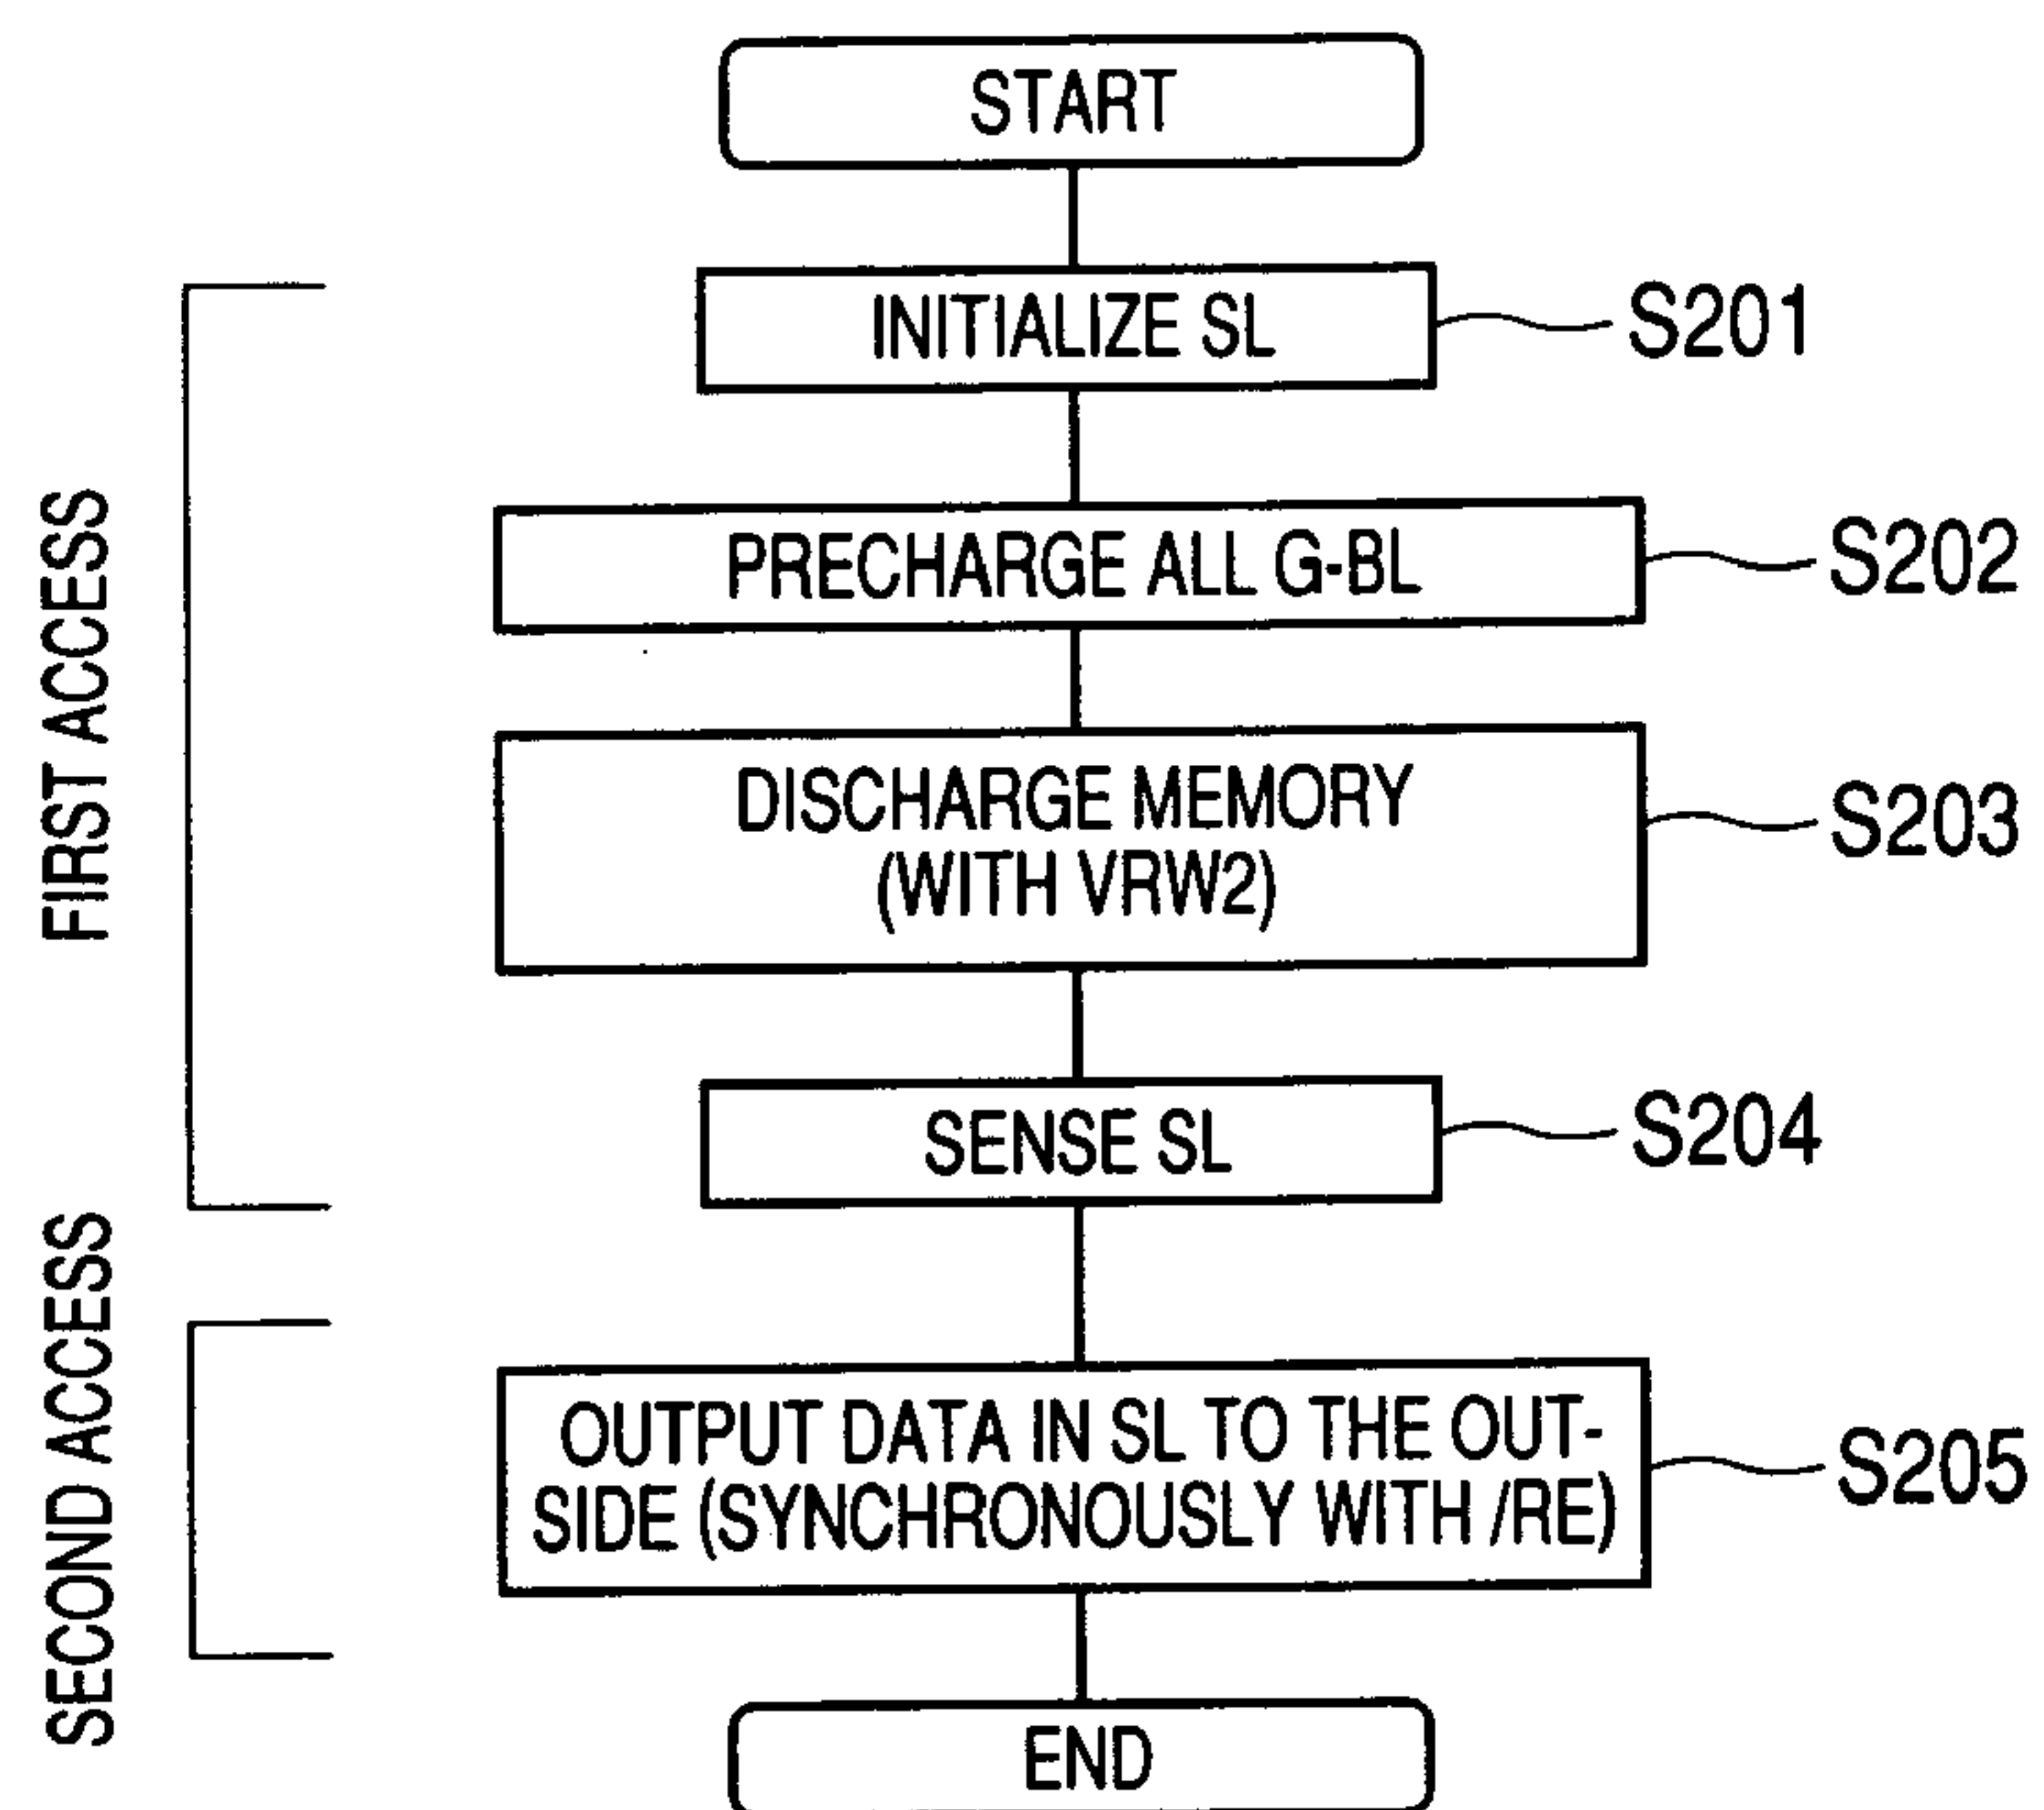 START
INITIALIZE SL
S201
PRECHARGE ALL G-BL
S202
DISCHARGE MEMORY
(WITH VRW2)
S203
SENSE SL
S204
FIRST ACCESS
OUTPUT DATA IN SL TO THE OUT-
SIDE (SYNCHRONOUSLY WITH /RE)
S205
SECOND ACCESS
END